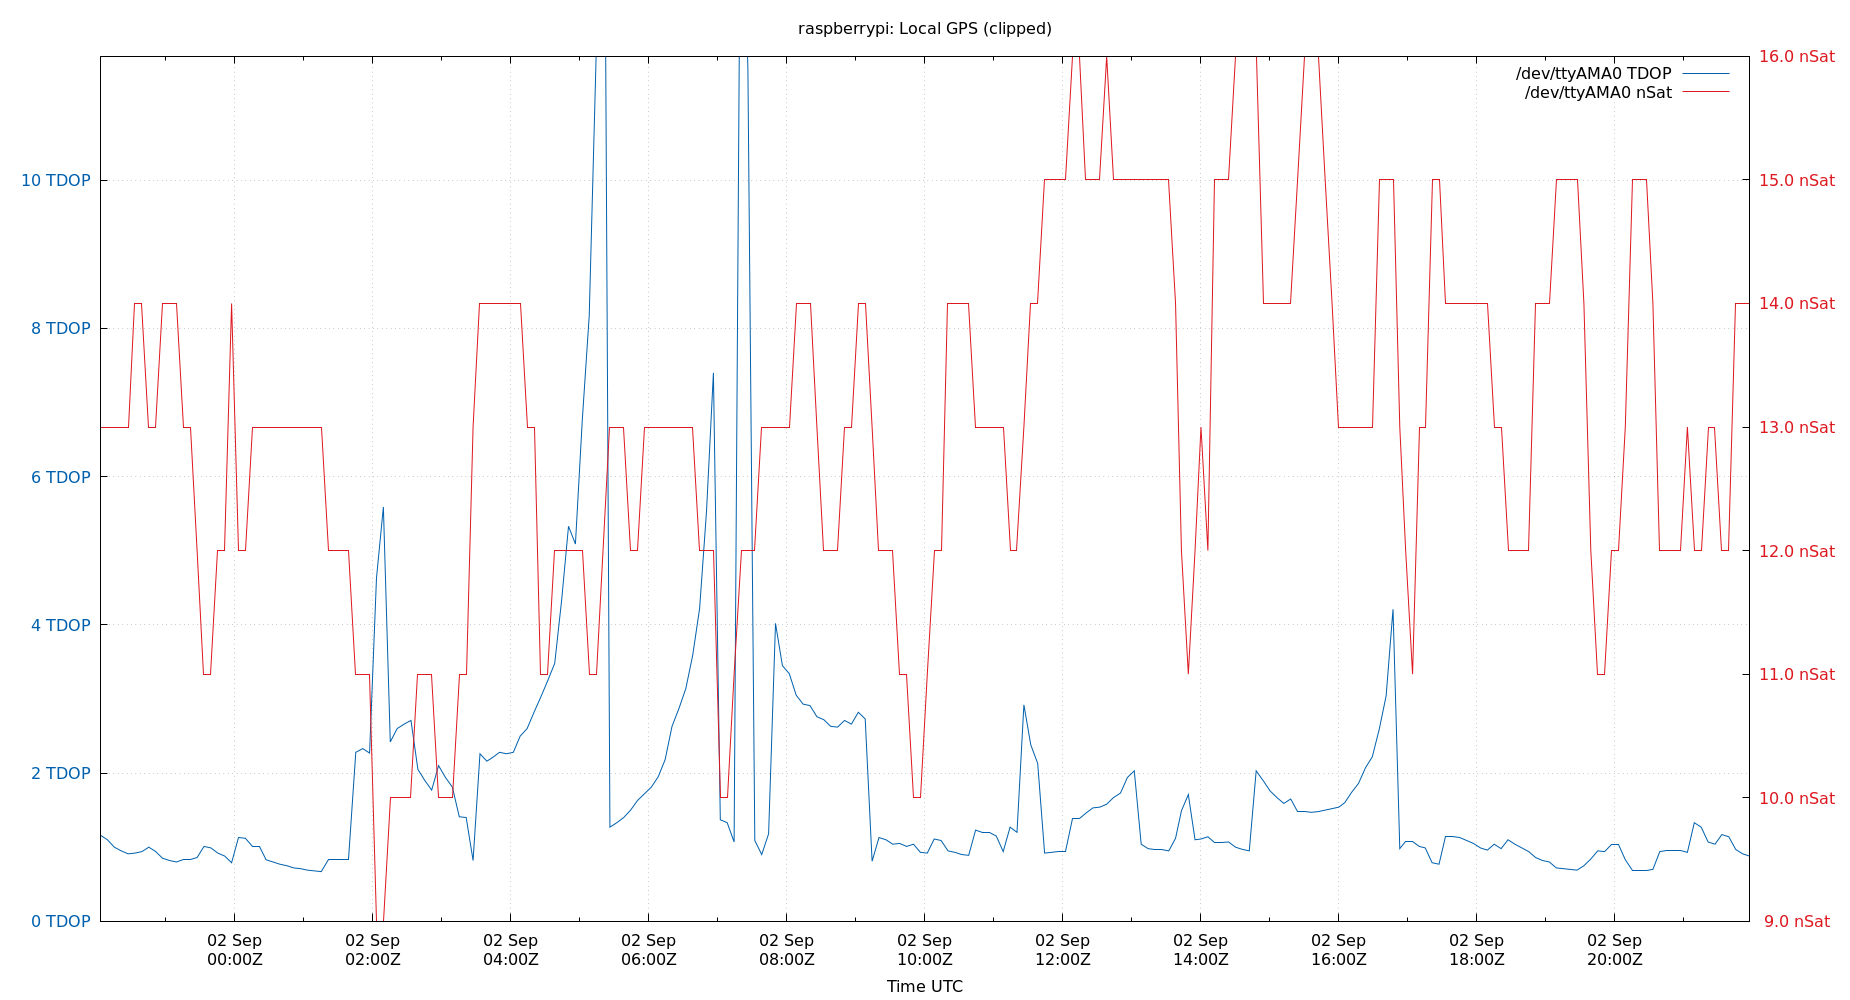 raspberrypi: Local GPS (clipped)
16.0 nSat
/dev/ttyAMA0 TDOP
/dev/ttyAMA0 nSat
10 TDOP
15.0 nSat
14.0 nSat
8 TDOP
13.0 nSat
6 TDOP
12.0 nSat
4 TDOP
11.0 nSat
2 TDOP
10.0 nSat
0 TDOP
9.0 nSat
02 Sep 02 Sep 02 Sep 02 Sep 02 Sep 02 Sep 02 Sep 02 Sep 02 Sep 02 Sep 02 Sep
00:00Z 02:00Z 04:00Z 06:00Z 08:00Z 10:00Z 12:00Z 14:00Z 16:00Z 18:00Z 20:00Z
Time UTC